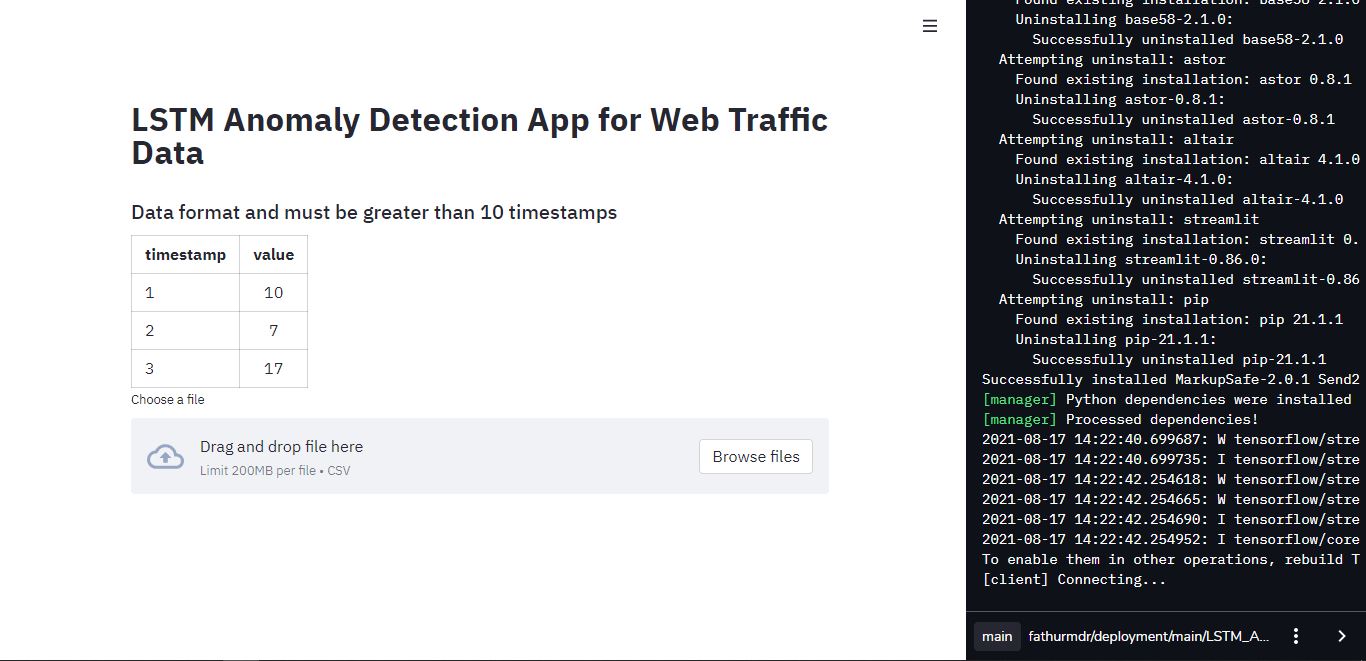 LSTM Anomaly Detection App for Web Traffic
Data
Data format and must be greater than 10 timestamps
timestamp value
1 10
2 7
3 17
Choose a file
Drag and drop file here
Limit 200MB per file • CSV
Browse files
Found existing installation: base58 2.1.0
Uninstalling base58-2.1.0:
Successfully uninstalled base58-2.1.0
Attempting uninstall: astor
Found existing installation: astor 0.8.1
Uninstalling astor-0.8.1:
Successfully uninstalled astor-0.8.1
Attempting uninstall: altair
Found existing installation: altair 4.1.0
Uninstalling altair-4.1.0:
Successfully uninstalled altair-4.1.0
Attempting uninstall: streamlit
Found existing installation: streamlit 0.
Uninstalling streamlit-0.86.0:
Successfully uninstalled streamlit-0.86
Attempting uninstall: pip
Found existing installation: pip 21.1.1
Uninstalling pip-21.1.1:
Successfully uninstalled pip-21.1.1
Successfully installed MarkupSafe-2.0.1 Send2
[manager] Python dependencies were installed
[manager] Processed dependencies!
2021-08-17 14:22:40.699687: W tensorflow/stre
2021-08-17 14:22:40.699735: I tensorflow/stre
2021-08-17 14:22:42.254618: W tensorflow/stre
2021-08-17 14:22:42.254665: W tensorflow/stre
2021-08-17 14:22:42.254690: I tensorflow/stre
2021-08-17 14:22:42.254952: I tensorflow/core
To enable them in other operations, rebuild T
[client] Connecting...
main fathurmdr/deployment/main/LSTM_A...